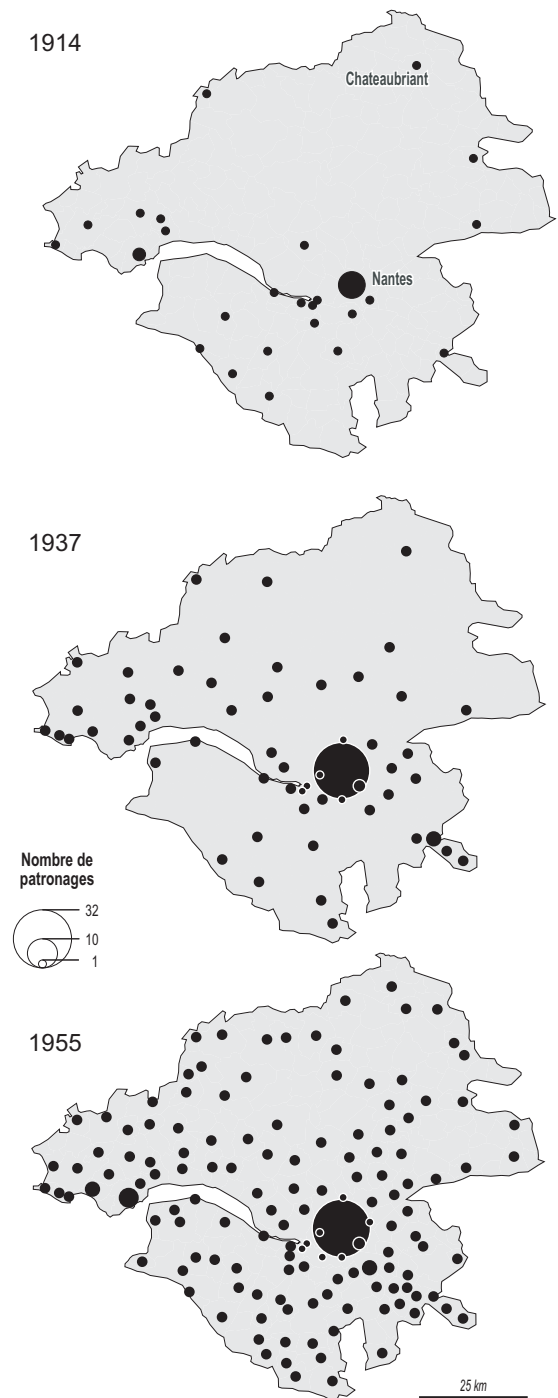 1914
Chateaubriant
Nantes
1937
Nombre de
patronages
32
10
1
1955
25 km